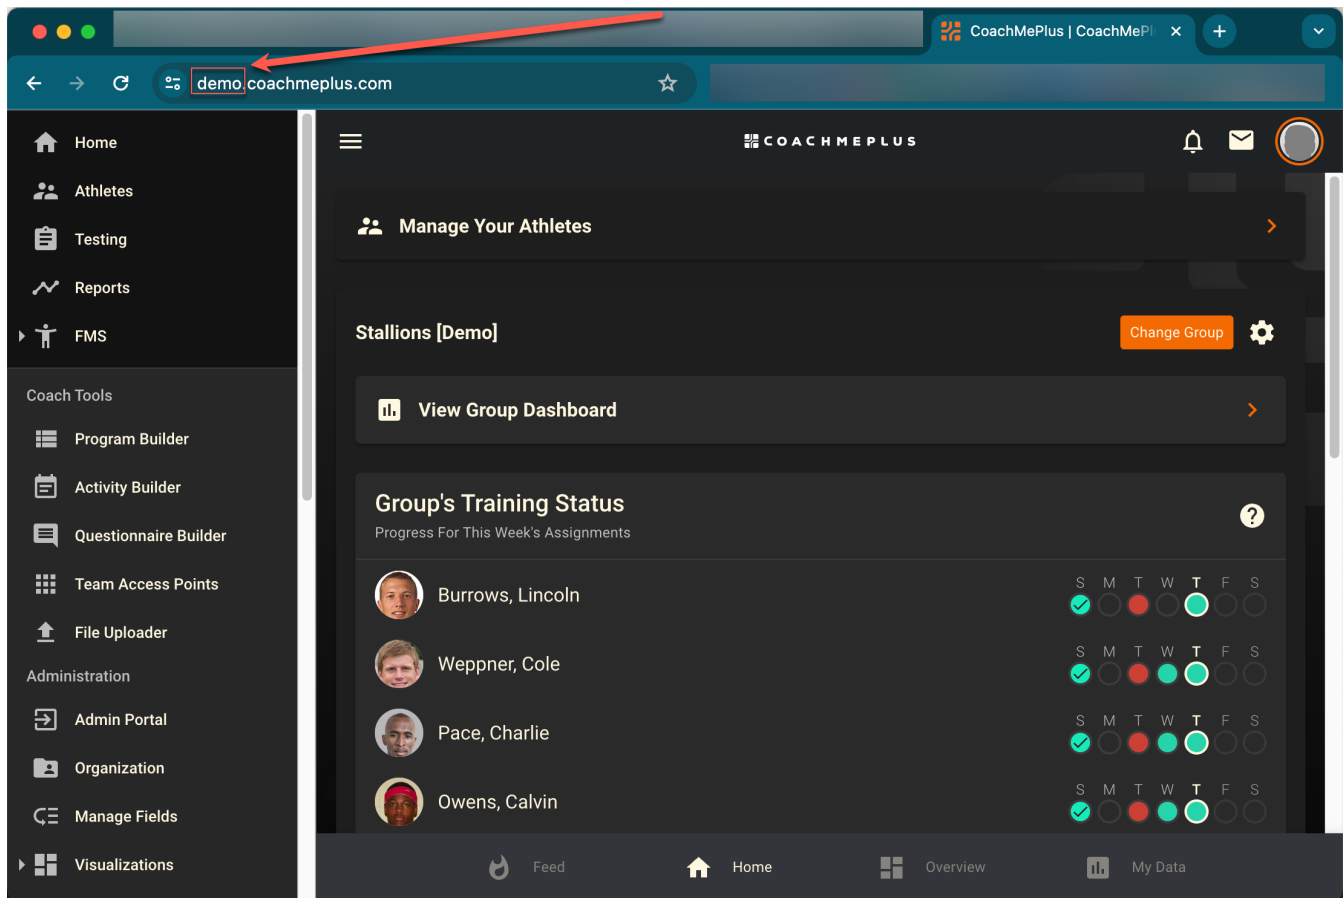 CoachMePlus | CoachMePl
demo.coachmeplus.com
Home
Athletes
Testing
Reports
FMS
Coach Tools
Program Builder
Activity Builder
Questionnaire Builder
Team Access Points
File Uploader
Administration
Admin Portal
Organization
Manage Fields
Visualizations
COACHMEPLUS
Manage Your Athletes
Stallions [Demo]
Change Group
View Group Dashboard
Group's Training Status
Progress For This Week's Assignments
Burrows, Lincoln
S M T W T F S
Weppner, Cole
S M T W T F S
Pace, Charlie
S M T W T F S
Owens, Calvin
S M T W T F S
Feed
Home
Overview
My Data